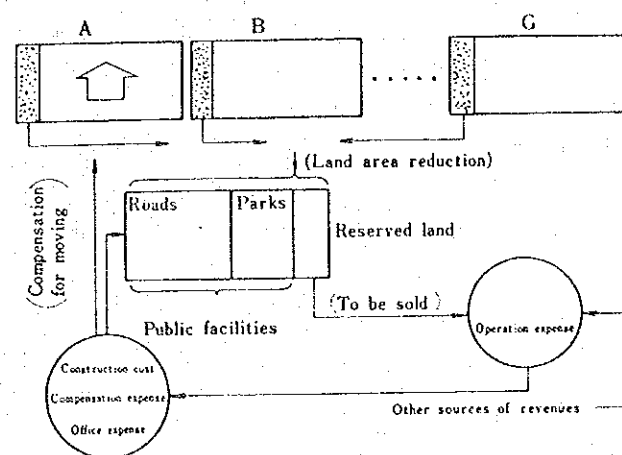 A B G
(Land area reduction)
Roads Parks
Reserved land
(Compensation
for moving)
(To be sold)
Public facilities
Operation expense
Construction cost
Compensation expense
Office expense
Other sources of revenues